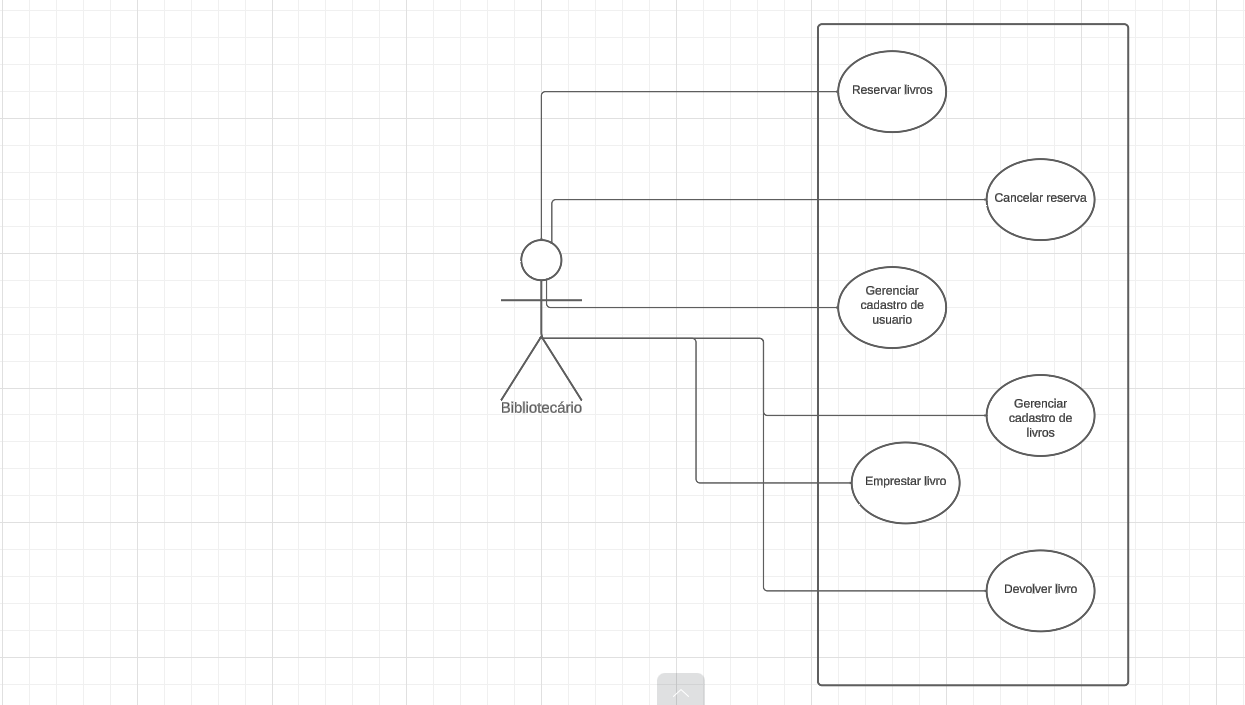 Reservar livros
Cancelar reserva
Gerenciar
cadastro de
usuario
Bibliotecário
Gerenciar
cadastro de
livros
Emprestar livro
Devolver livro